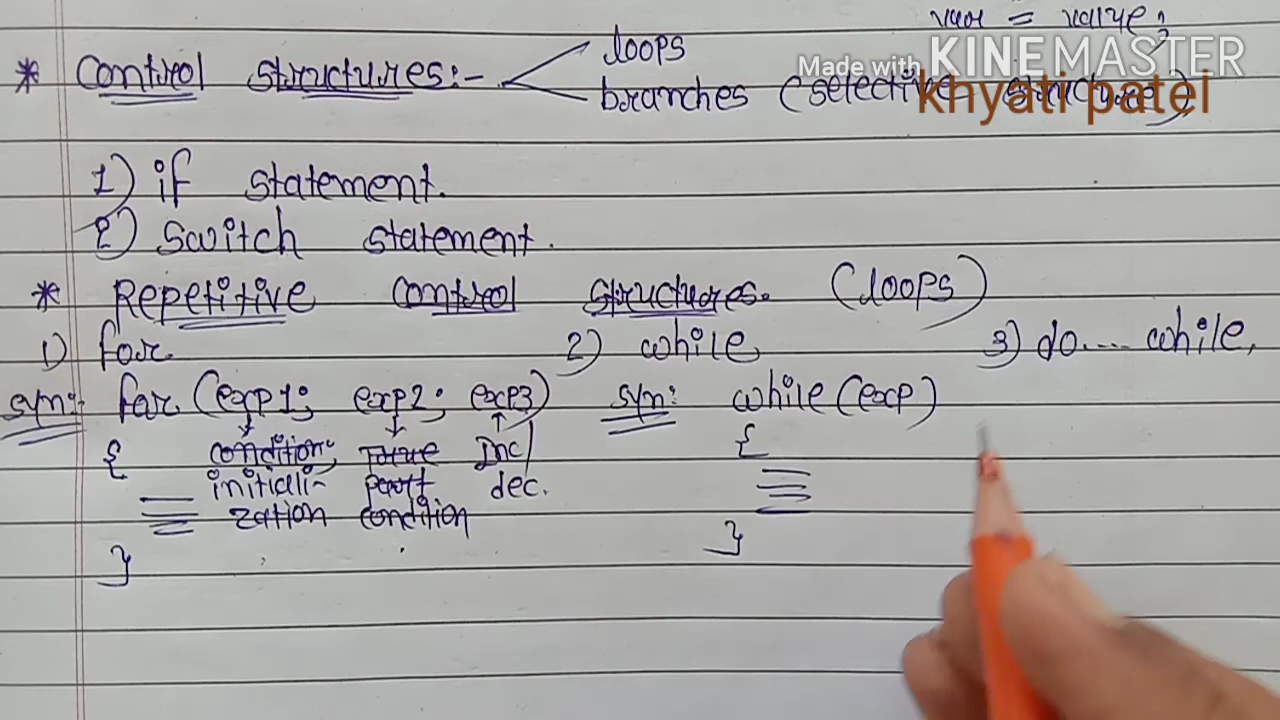 var = value;
Made with KINEMASTER
khyati patel
* Control structures:- loops
branches (selective structure)
1) if statement.
2) Switch statement.
* Repetitive control structures. (loops)
1) for 2) while 3) do.... while,
syn:- for (exp1; exp2; exp3) syn: while (exp)
{ condition; true Inc/ {
initiali- part dec.
zation condition
} }